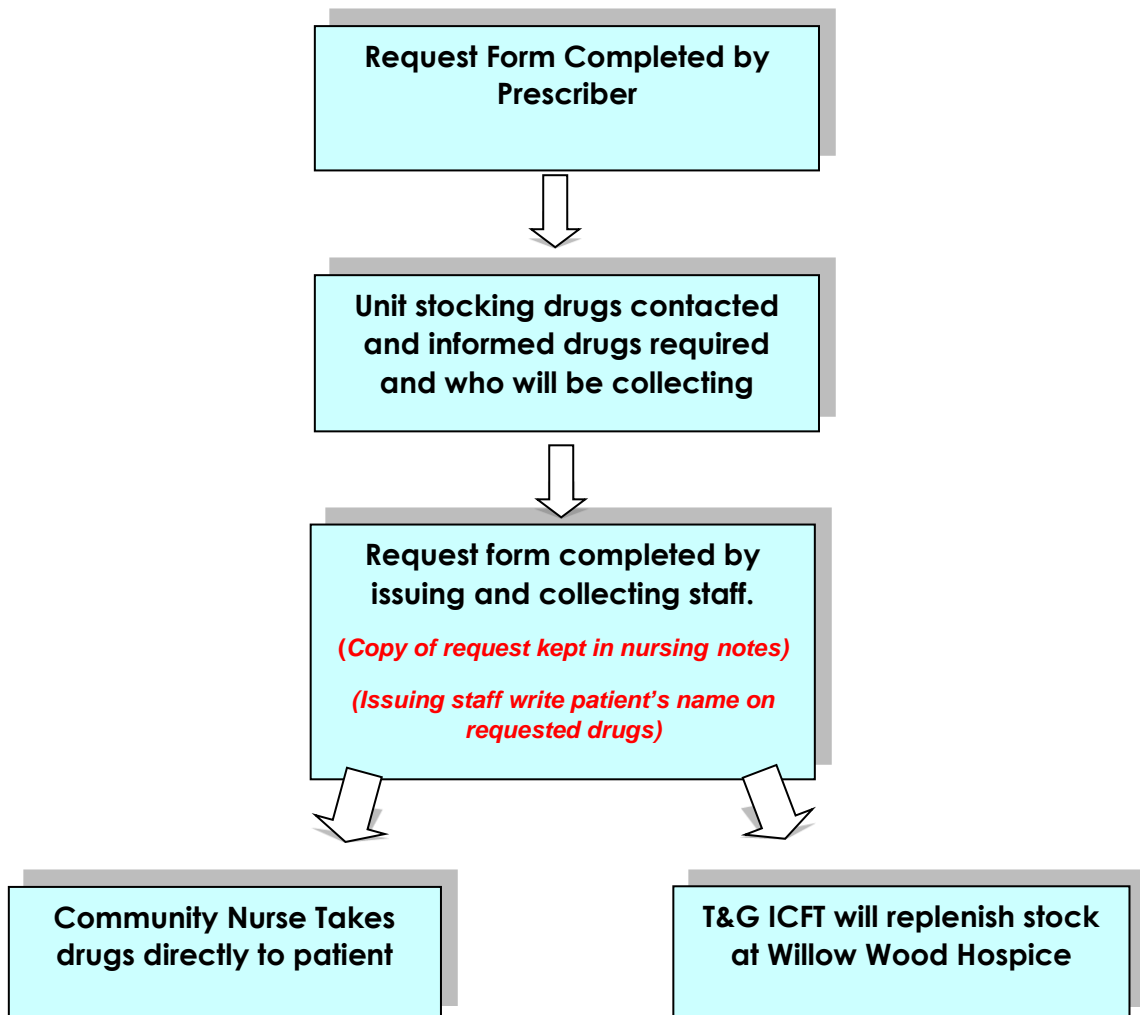 Request Form Completed by
Prescriber
Unit stocking drugs contacted
and informed drugs required
and who will be collecting
Request form completed by
issuing and collecting staff.
(Copy of request kept in nursing notes)
(Issuing staff write patient’s name on
requested drugs)
Community Nurse Takes
drugs directly to patient
T&G ICFT will replenish stock
at Willow Wood Hospice